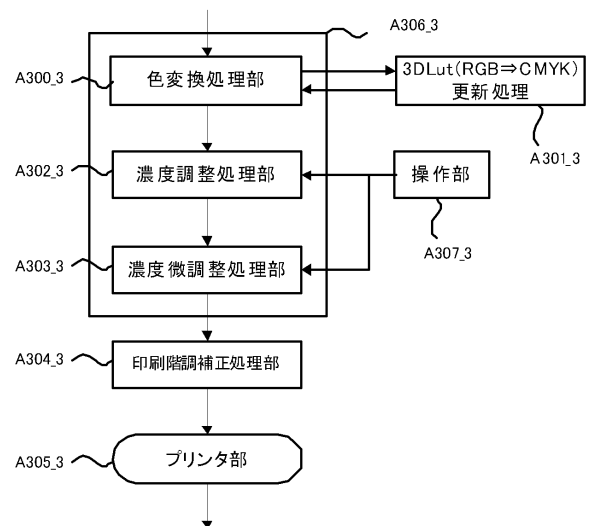 A306_3
A300_3
色変換処理部
3DLut(RGB⇒CMYK)
更新処理
A301_3
A302_3
濃度調整処理部
操作部
A307_3
A303_3
濃度微調整処理部
A304_3
印刷階調補正処理部
A305_3
プリンタ部